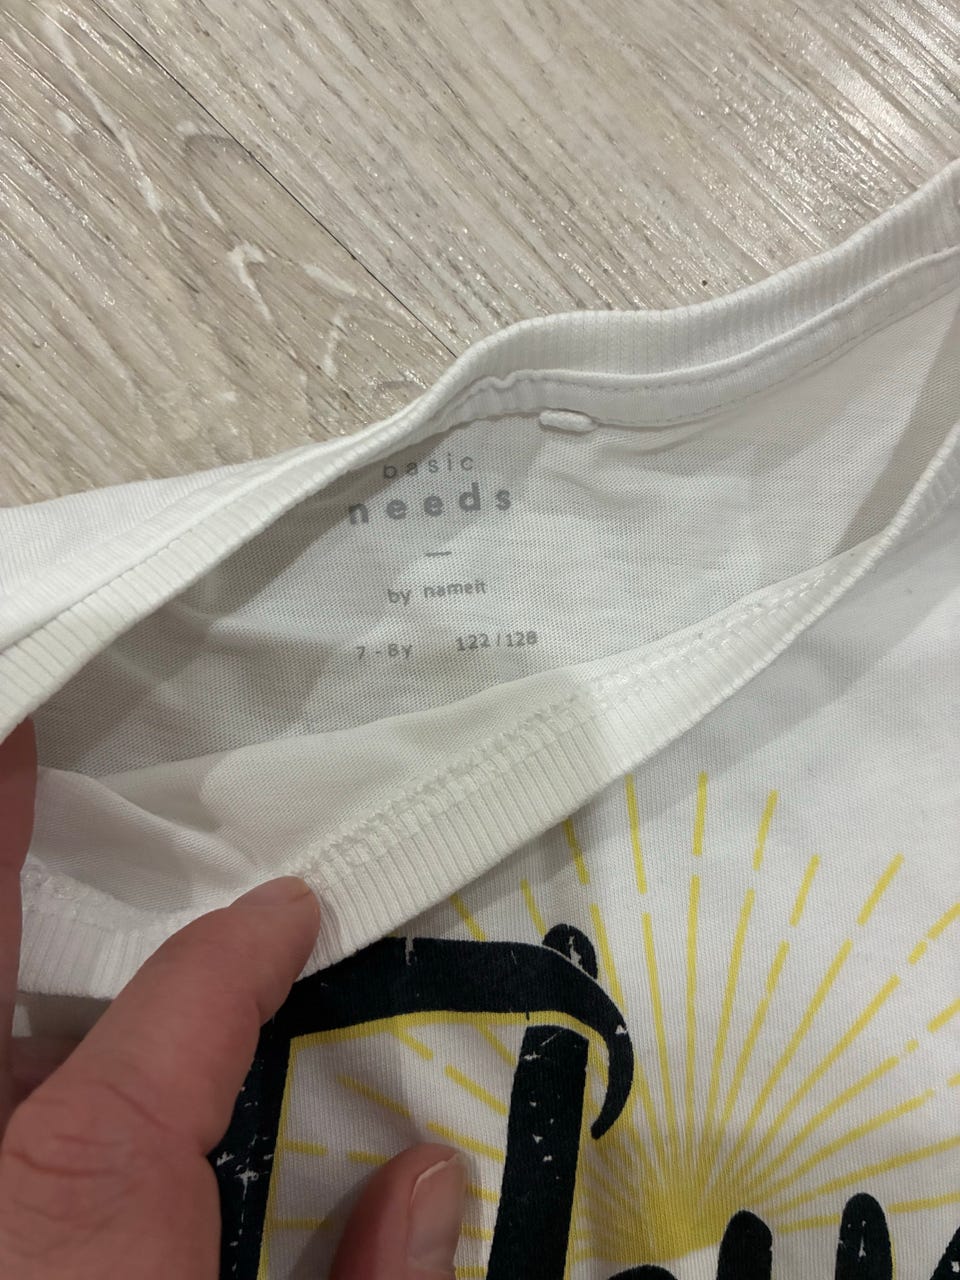 basic
needs
—
by nameit
7 - 8y 122/128